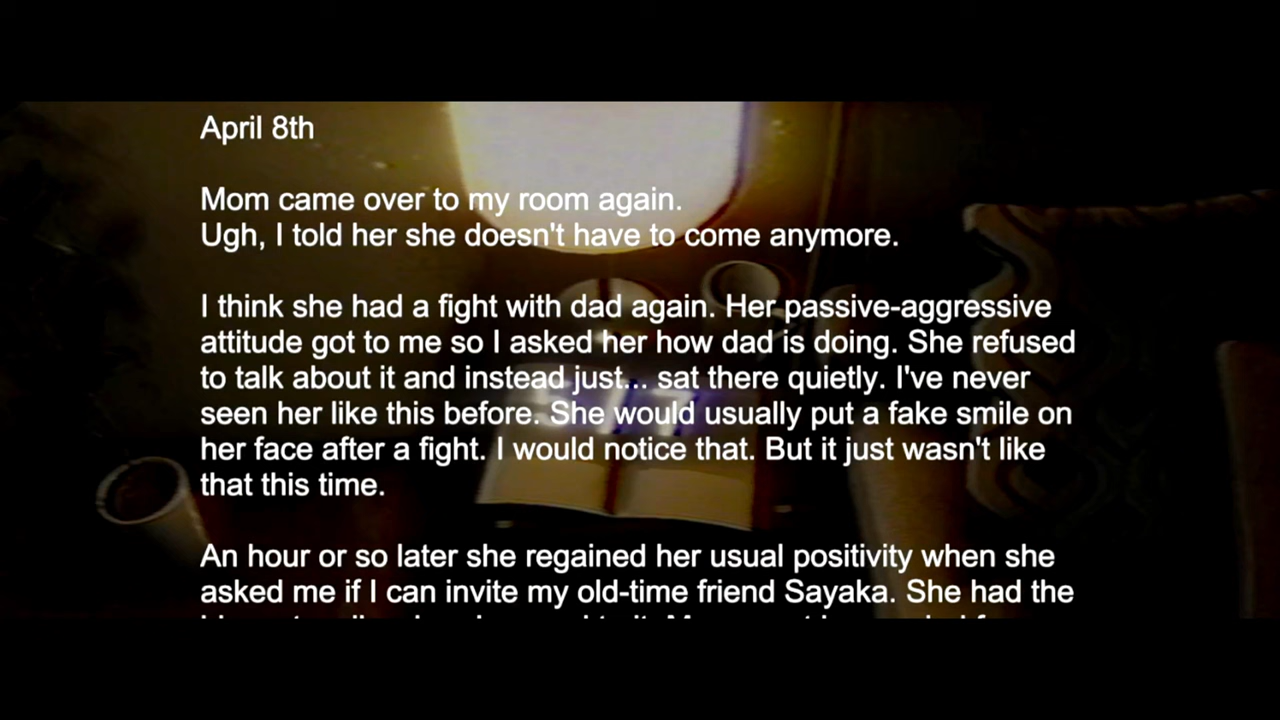 April 8th
Mom came over to my room again.
Ugh, I told her she doesn't have to come anymore.
I think she had a fight with dad again. Her passive-aggressive
attitude got to me so I asked her how dad is doing. She refused
to talk about it and instead just... sat there quietly. I've never
seen her like this before. She would usually put a fake smile on
her face after a fight. I would notice that. But it just wasn't like
that this time.
An hour or so later she regained her usual positivity when she
asked me if I can invite my old-time friend Sayaka. She had the